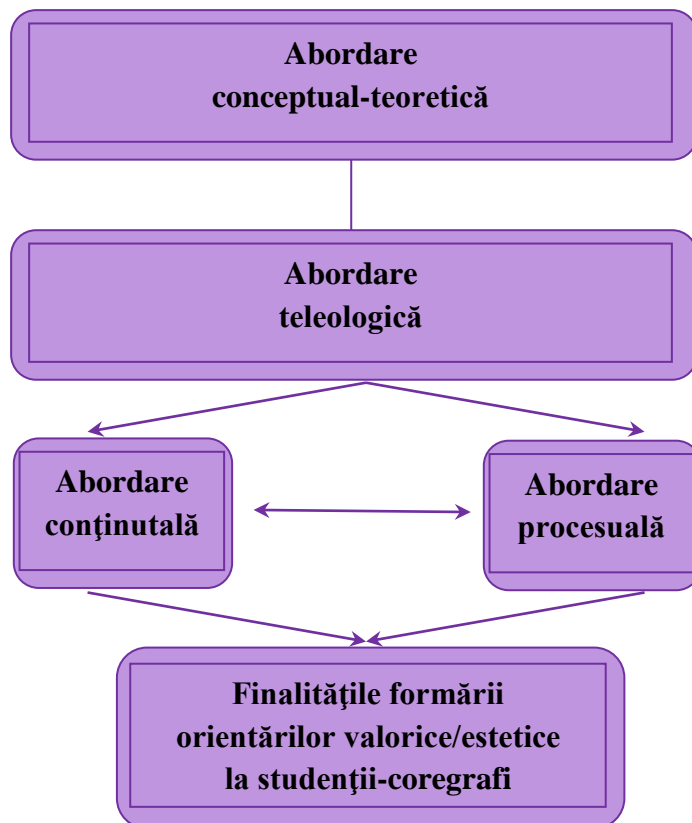 Abordare
conceptual-teoretică
Abordare
teleologică
Abordare
conţinutală
Abordare
procesuală
Finalităţile formării
orientărilor valorice/estetice
la studenţii-coregrafi